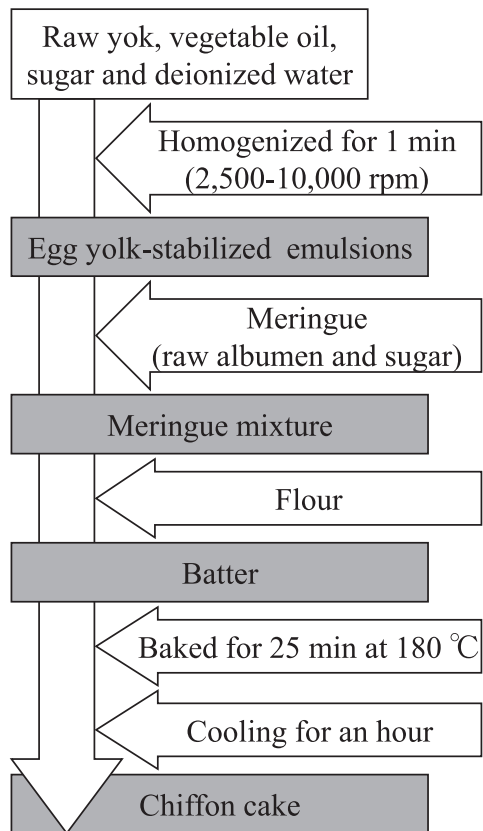 Raw yok, vegetable oil,
sugar and deionized water
Homogenized for 1 min
(2,500-10,000 rpm)
Egg yolk-stabilized emulsions
Meringue
(raw albumen and sugar)
Meringue mixture
Flour
Batter
Baked for 25 min at 180 ℃
Cooling for an hour
Chiffon cake